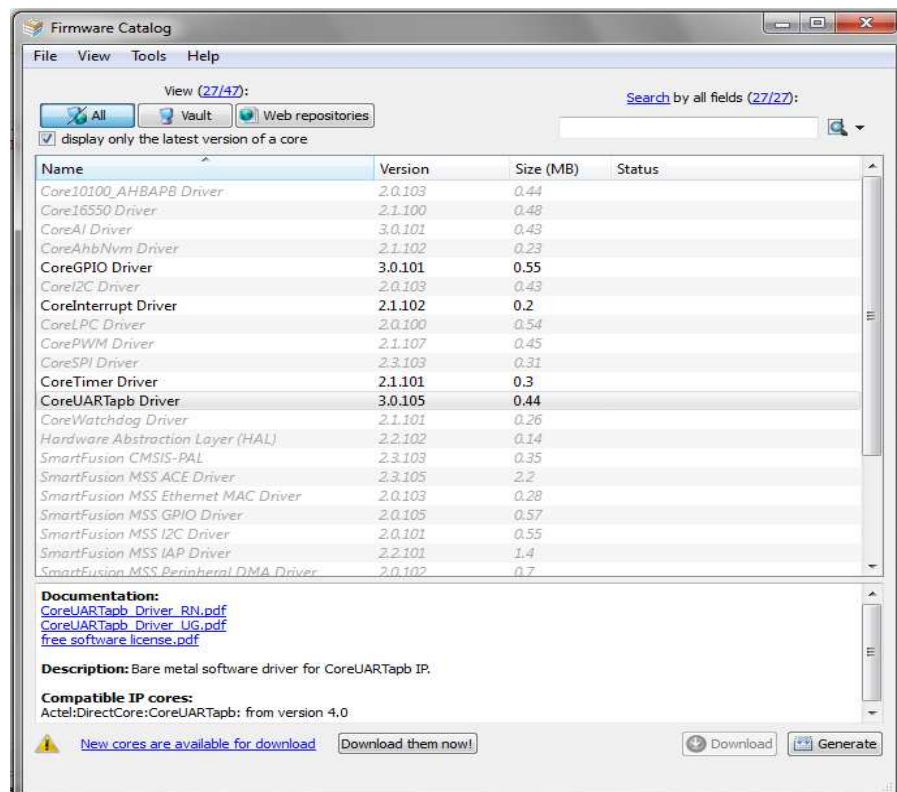 Firmware Catalog
File View Tools Help
View (27/47):
Search by all fields (27/27):
All Vault Web repositories
display only the latest version of a core
Name Version Size (MB) Status
Core10100_AHBAPB Driver 2.0.103 0.44
Core16550 Driver 2.1.100 0.48
CoreAI Driver 3.0.101 0.43
CoreAhbNvm Driver 2.1.102 0.23
CoreGPIO Driver 3.0.101 0.55
CoreI2C Driver 2.0.103 0.43
CoreInterrupt Driver 2.1.102 0.2
CoreLPC Driver 2.0.100 0.54
CorePWM Driver 2.1.107 0.45
CoreSPI Driver 2.3.103 0.31
CoreTimer Driver 2.1.101 0.3
CoreUARTapb Driver 3.0.105 0.44
CoreWatchdog Driver 2.1.101 0.26
Hardware Abstraction Layer (HAL) 2.2.102 0.14
SmartFusion CMSIS-PAL 2.3.103 0.35
SmartFusion MSS ACE Driver 2.3.105 2.2
SmartFusion MSS Ethernet MAC Driver 2.0.103 0.28
SmartFusion MSS GPIO Driver 2.0.105 0.57
SmartFusion MSS I2C Driver 2.0.101 0.55
SmartFusion MSS IAP Driver 2.2.101 1.4
SmartFusion MSS Peripheral DMA Driver 2.0.102 0.7
Documentation:
CoreUARTapb_Driver_RN.pdf
CoreUARTapb_Driver_UG.pdf
free software license.pdf
Description: Bare metal software driver for CoreUARTapb IP.
Compatible IP cores:
Actel:DirectCore:CoreUARTapb: from version 4.0
New cores are available for download Download them now! Download Generate